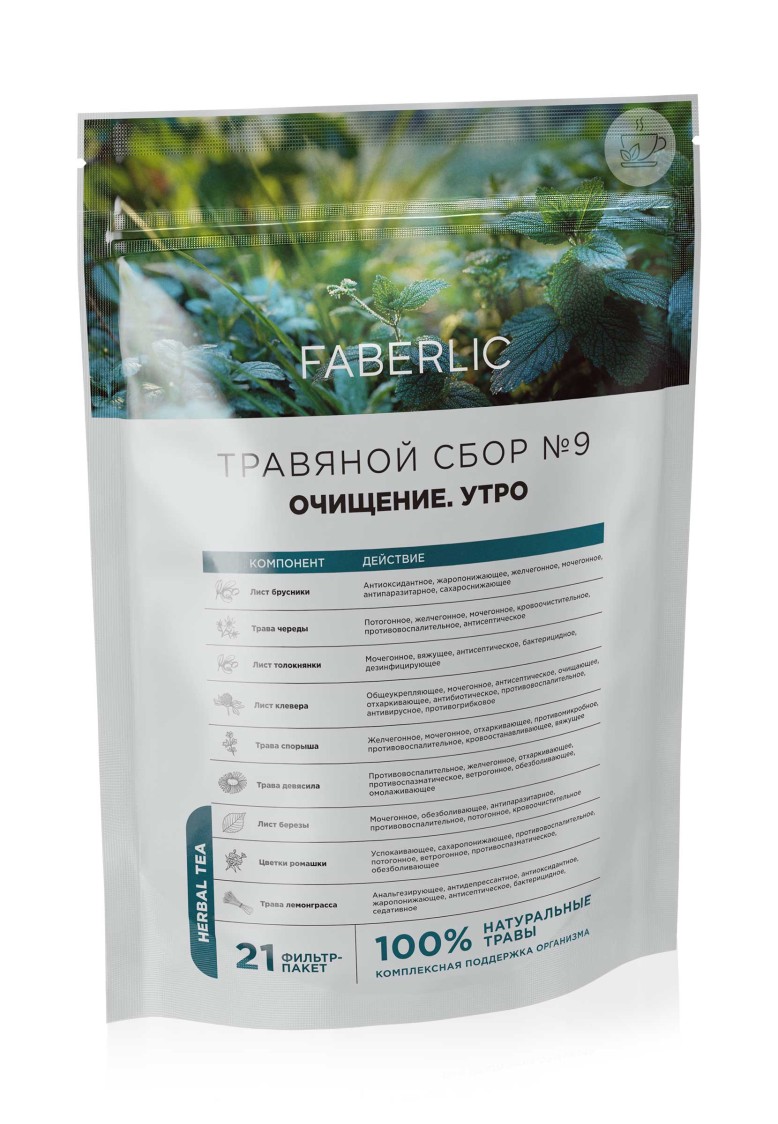 FABERLIC
ТРАВЯНОЙ СБОР №9
ОЧИЩЕНИЕ. УТРО
КОМПОНЕНТ ДЕЙСТВИЕ
Лист брусники
Антиоксидантное, жаропонижающее, желчегонное, мочегонное,
антипаразитарное, сахароснижающее
Трава череды
Потогонное, желчегонное, мочегонное, кровоочистительное,
противовоспалительное, антисептическое
Лист толокнянки
Мочегонное, вяжущее, антисептическое, бактерицидное,
дезинфицирующее
Лист клевера
Общеукрепляющее, мочегонное, антисептическое, очищающее,
отхаркивающее, антибиотическое, противовоспалительное,
антивирусное, противогрибковое
Трава спорыша
Желчегонное, мочегонное, отхаркивающее, противомикробное,
противовоспалительное, кровоостанавливающее, вяжущее
Трава девясила
Противовоспалительное, желчегонное, отхаркивающее,
противоспазматическое, ветрогонное, обезболивающее,
омолаживающее
Лист березы
Мочегонное, обезболивающее, антипаразитарное,
противовоспалительное, потогонное, кровоочистительное
Цветки ромашки
Успокаивающее, сахаропонижающее, противовоспалительное,
потогонное, ветрогонное, противоспазматическое,
обезболивающее
Трава лемонграсса
Анальгезирующее, антидепрессантное, антиоксидантное,
жаропонижающее, антисептическое, бактерицидное,
седативное
HERBAL TEA
21 ФИЛЬТР-
ПАКЕТ
100% НАТУРАЛЬНЫЕ
ТРАВЫ
КОМПЛЕКСНАЯ ПОДДЕРЖКА ОРГАНИЗМА